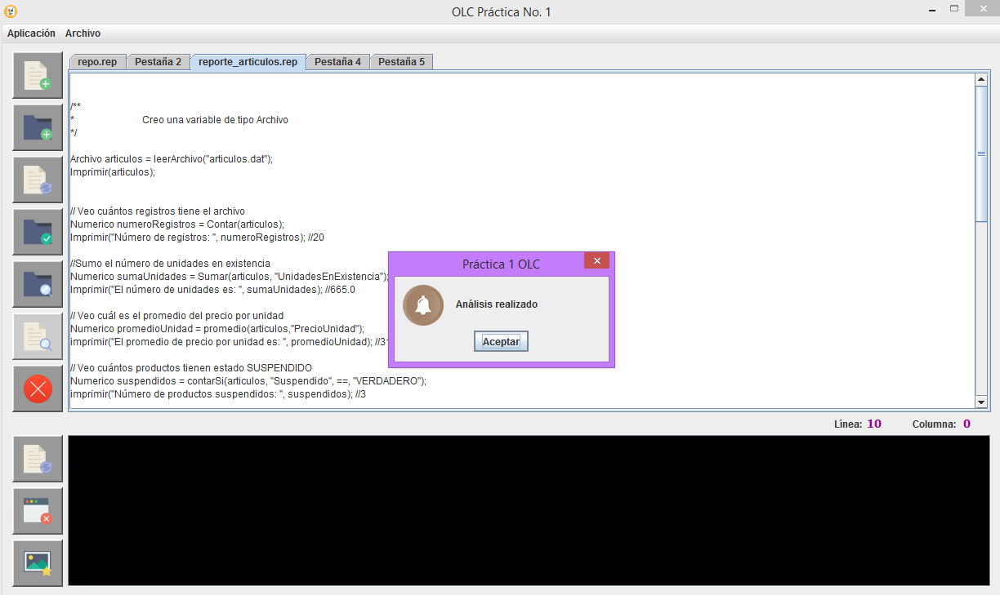 OLC Práctica No. 1
Aplicación Archivo
repo.rep Pestaña 2 reporte_articulos.rep Pestaña 4 Pestaña 5
/**
* Creo una variable de tipo Archivo
*/
Archivo articulos = leerArchivo("articulos.dat");
Imprimir(articulos);
// Veo cuántos registros tiene el archivo
Numerico numeroRegistros = Contar(articulos);
Imprimir("Número de registros: ", numeroRegistros); //20
//Sumo el número de unidades en existencia
Numerico sumaUnidades = Sumar(articulos, "UnidadesEnExistencia");
Imprimir("El número de unidades es: ", sumaUnidades); //665.0
// Veo cuál es el promedio del precio por unidad
Numerico promedioUnidad = promedio(articulos,"PrecioUnidad");
imprimir("El promedio de precio por unidad es: ", promedioUnidad); //3
// Veo cuántos productos tienen estado SUSPENDIDO
Numerico suspendidos = contarSi(articulos, "Suspendido", ==, "VERDADERO");
imprimir("Número de productos suspendidos: ", suspendidos); //3
Práctica 1 OLC
Análisis realizado
Aceptar
Línea: 10 Columna: 0